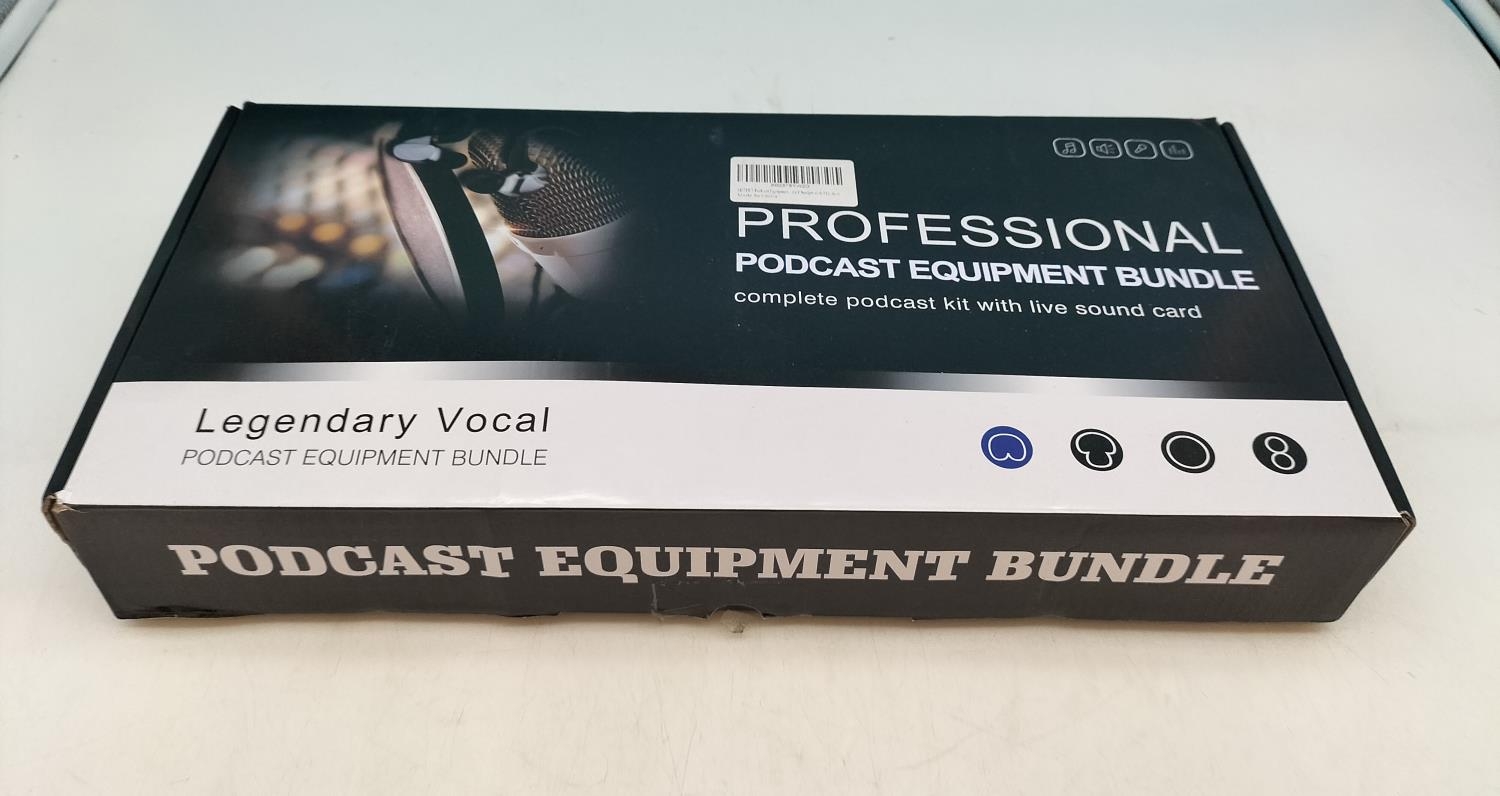 PROFESSIONAL
PODCAST EQUIPMENT BUNDLE
complete podcast kit with live sound card
Legendary Vocal
PODCAST EQUIPMENT BUNDLE
PODCAST EQUIPMENT BUNDLE